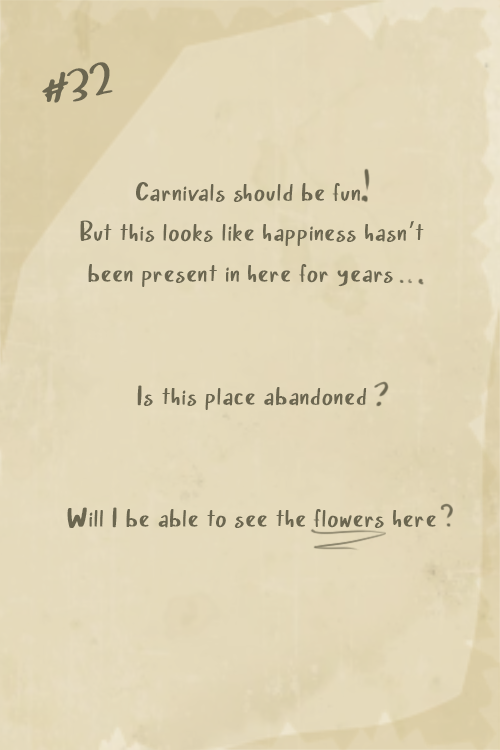 #32
Carnivals should be fun!
But this looks like happiness hasn't
been present in here for years...
Is this place abandoned?
Will I be able to see the flowers here?